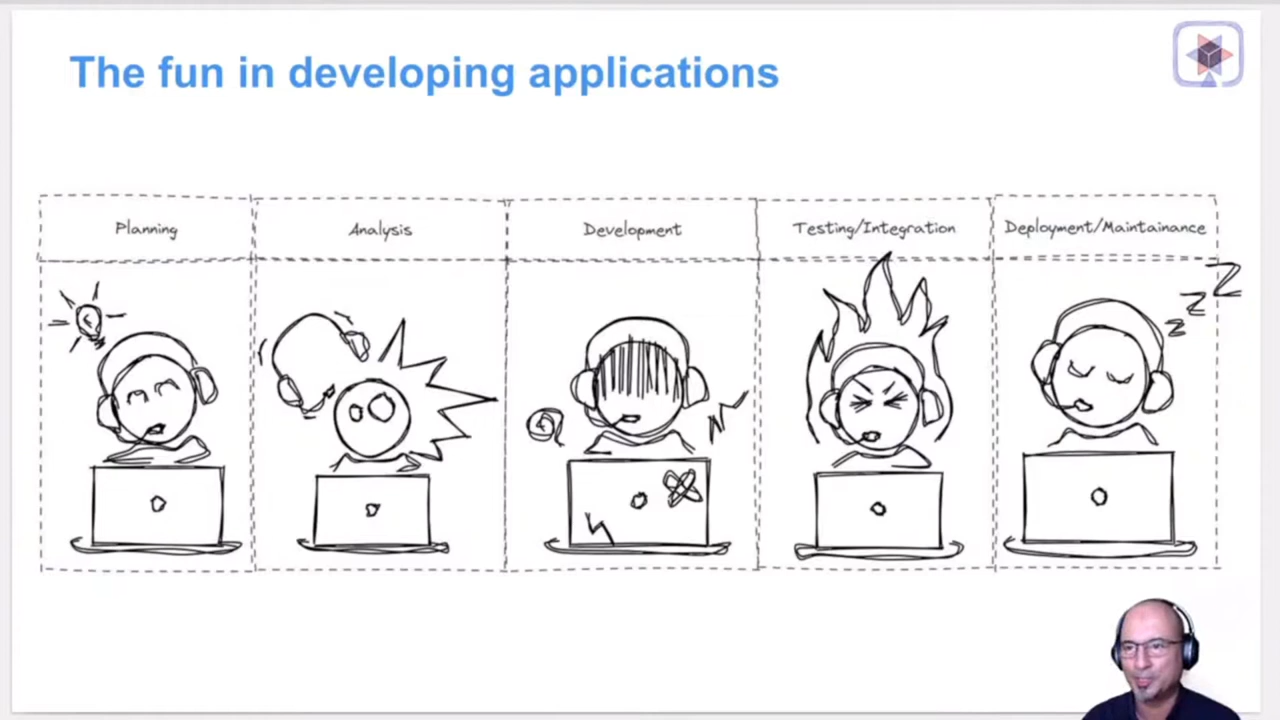 The fun in developing applications
Planning
Analysis
Development
Testing/Integration
Deployment/Maintainance
z z Z